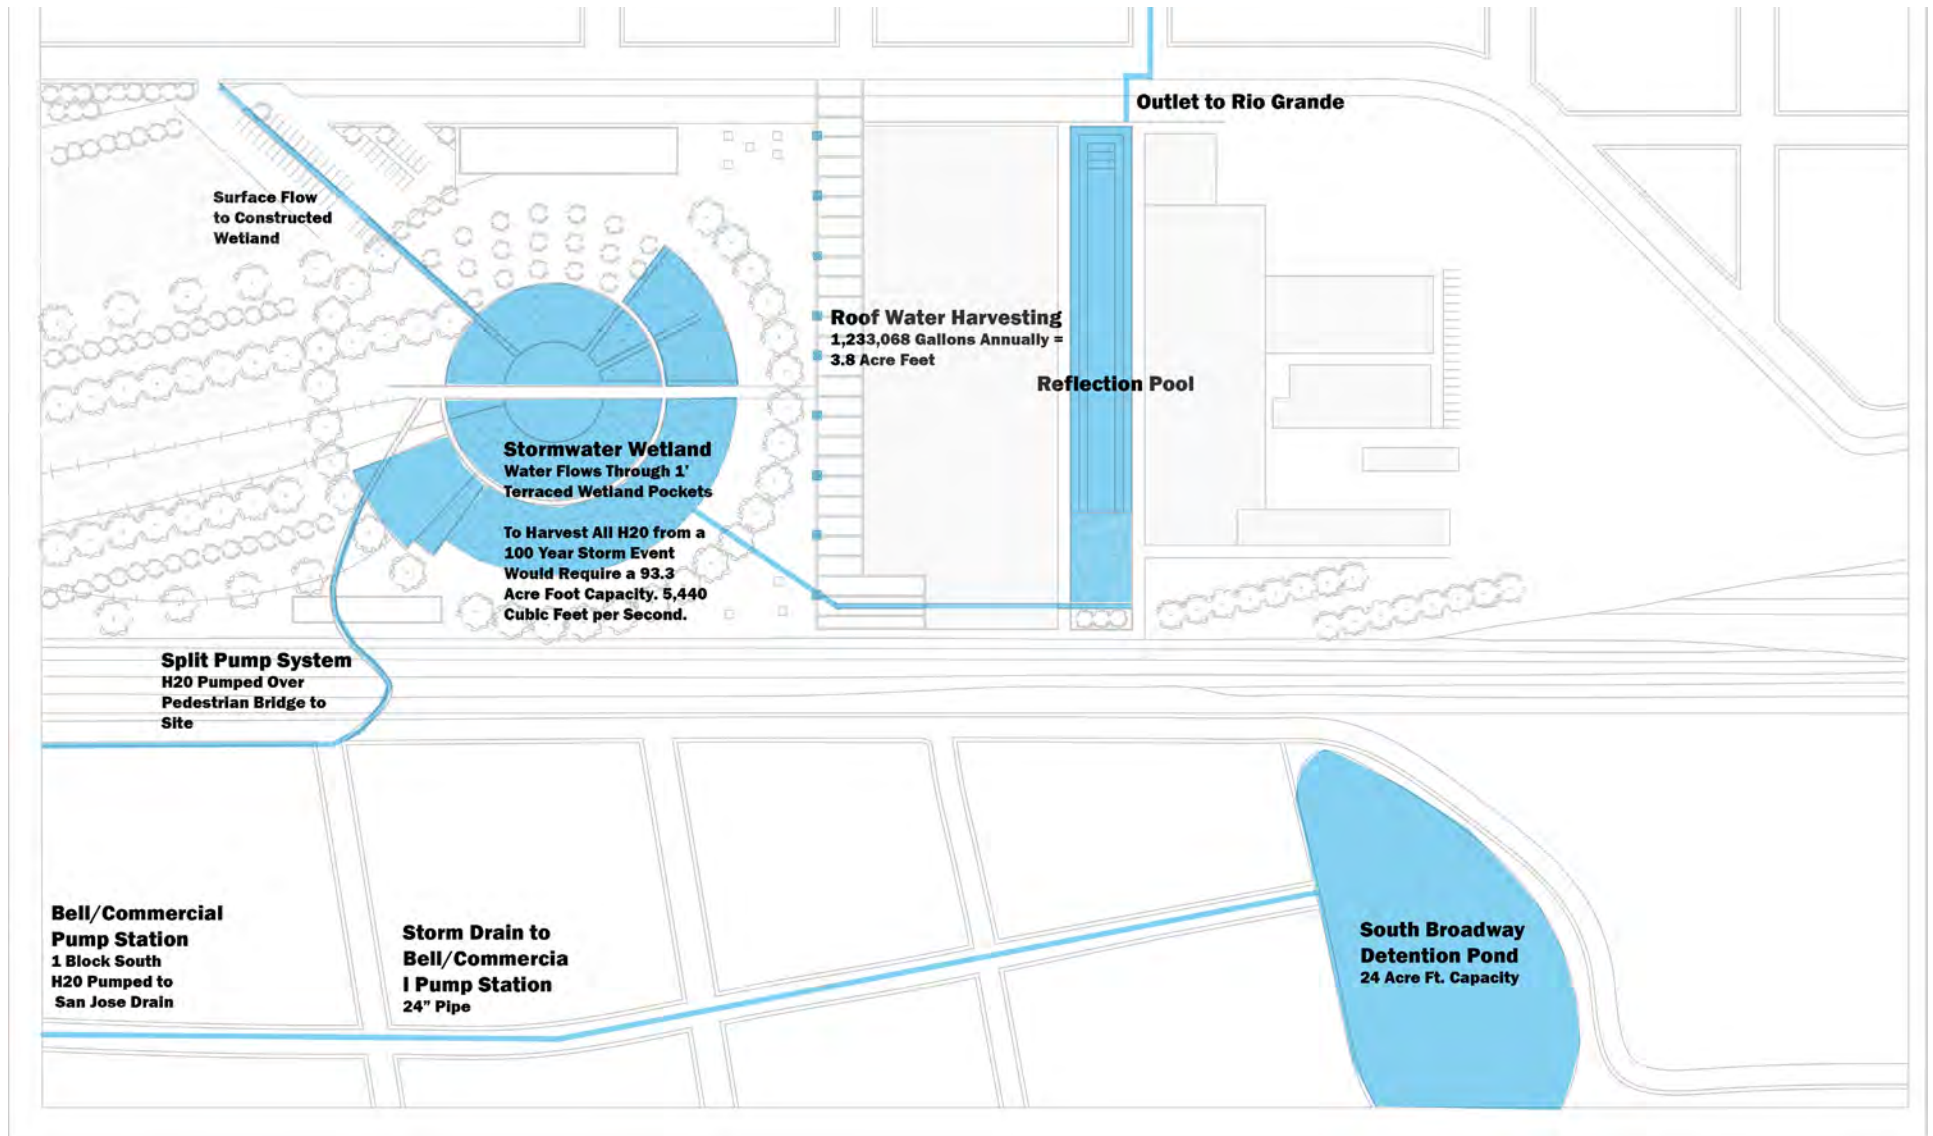 Outlet to Rio Grande
Surface Flow
to Constructed
Wetland
Roof Water Harvesting
1,233,068 Gallons Annually =
3.8 Acre Feet
Reflection Pool
Stormwater Wetland
Water Flows Through 1'
Terraced Wetland Pockets
To Harvest All H20 from a
100 Year Storm Event
Would Require a 93.3
Acre Foot Capacity. 5,440
Cubic Feet per Second.
Split Pump System
H20 Pumped Over
Pedestrian Bridge to
Site
Bell/Commercial
Pump Station
1 Block South
H20 Pumped to
San Jose Drain
Storm Drain to
Bell/Commercia
l Pump Station
24” Pipe
South Broadway
Detention Pond
24 Acre Ft. Capacity